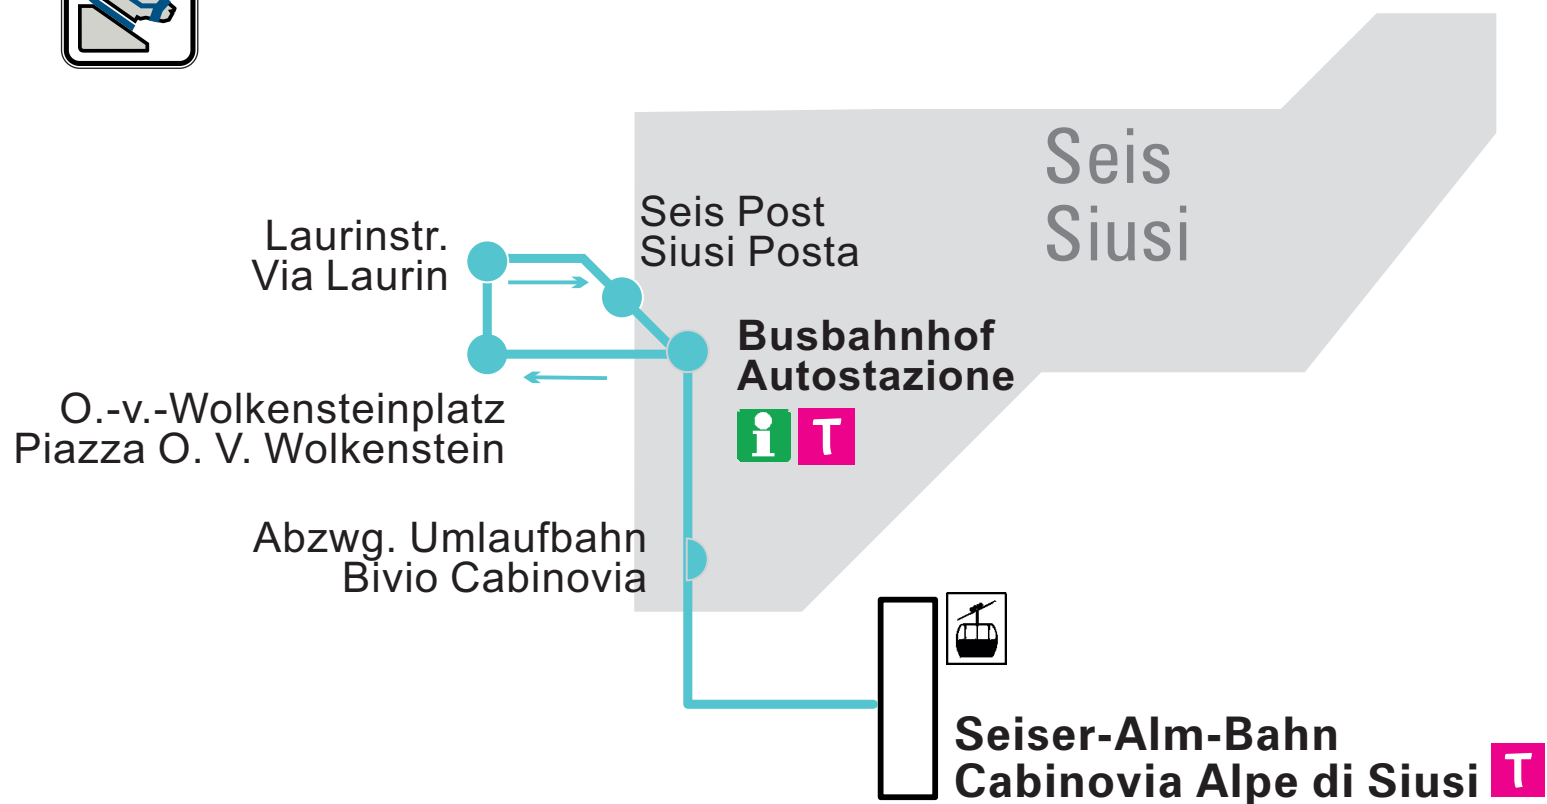 Seis
Siusi
Seis Post
Siusi Posta
Laurinstr.
Via Laurin
Busbahnhof
Autostazione
i T
O.-v.-Wolkensteinplatz
Piazza O. V. Wolkenstein
Abzwg. Umlaufbahn
Bivio Cabinovia
Seiser-Alm-Bahn
Cabinovia Alpe di Siusi T